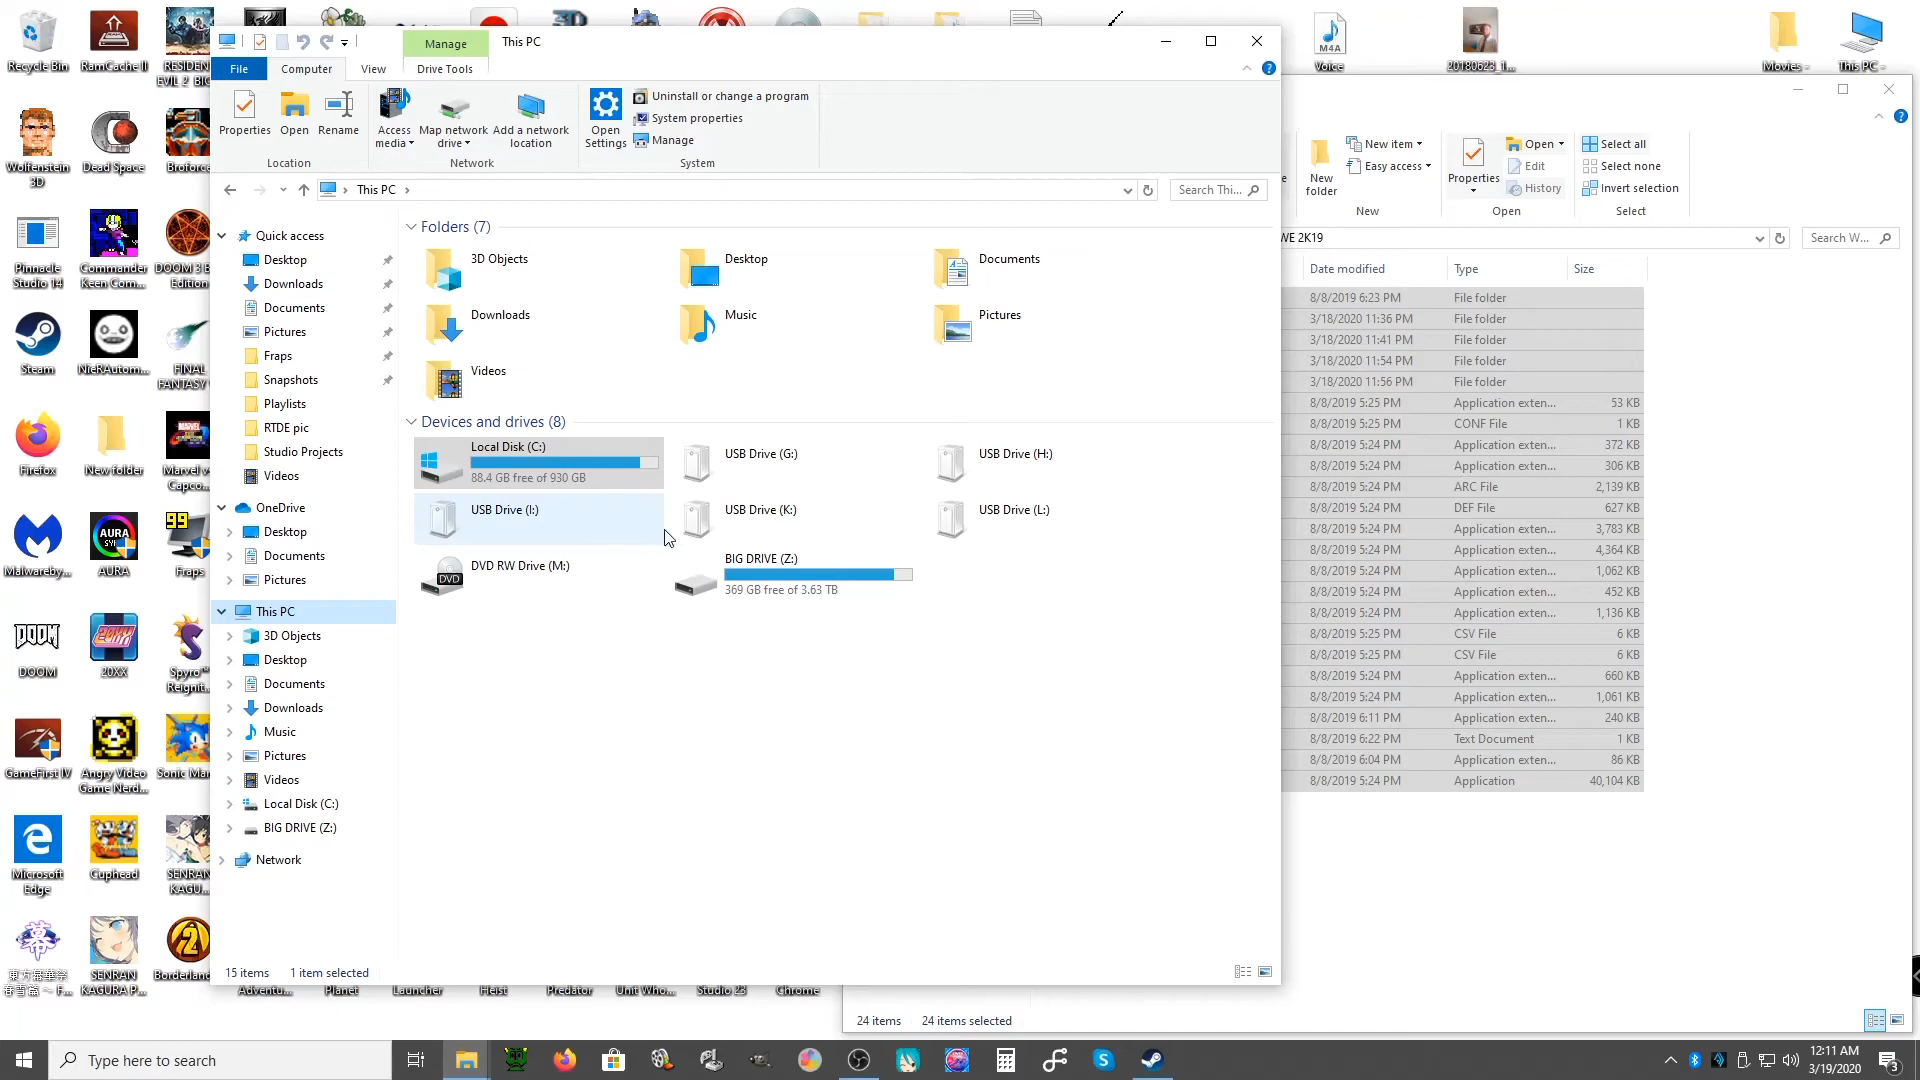 Recycle Bin
RamCache II
RESIDENT
EVIL 2 BIO
Voice
M4A
20180623_1...
Movies -
This PC -
Manage
This PC
File
Computer
View
Drive Tools
Properties
Open
Rename
Access
media
Map network
drive
Add a network
location
Open
Settings
Uninstall or change a program
System properties
Manage
Location
Network
System
This PC
Search Thi...
New
folder
New item
Easy access
Properties
Open
Edit
History
Select all
Select none
Invert selection
New
Open
Select
WE 2K19
Search W...
Wolfenstein
3D
Dead Space
Broforce
Pinnacle
Studio 14
Commander
Keen Com...
DOOM 3 B
Edition
Steam
NieRAutom...
FINAL
FANTASY
Firefox
New folder
Marvel v
Capco...
Malwareby...
AURA
Fraps
99
DOOM
20XX
Spyro™
Reignit...
GameFirst IV
Angry Video
Game Nerd...
Sonic Man
Microsoft
Edge
Cuphead
SENRAN
KAGU...
東方幕華祭
春雪篇 ～ F...
SENRAN
KAGURA P...
Borderland
Quick access
Desktop
Downloads
Documents
Pictures
Fraps
Snapshots
Playlists
RTDE pic
Studio Projects
Videos
OneDrive
Desktop
Documents
Pictures
This PC
3D Objects
Desktop
Documents
Downloads
Music
Pictures
Videos
Local Disk (C:)
BIG DRIVE (Z:)
Network
Folders (7)
3D Objects
Desktop
Documents
Downloads
Music
Pictures
Videos
Devices and drives (8)
Local Disk (C:)
88.4 GB free of 930 GB
USB Drive (G:)
USB Drive (H:)
USB Drive (I:)
USB Drive (K:)
USB Drive (L:)
DVD
DVD RW Drive (M:)
BIG DRIVE (Z:)
369 GB free of 3.63 TB
15 items
1 item selected
Date modified Type Size
8/8/2019 6:23 PM File folder
3/18/2020 11:36 PM File folder
3/18/2020 11:41 PM File folder
3/18/2020 11:54 PM File folder
3/18/2020 11:56 PM File folder
8/8/2019 5:25 PM Application exten... 53 KB
8/8/2019 5:25 PM CONF File 1 KB
8/8/2019 5:24 PM Application exten... 372 KB
8/8/2019 5:24 PM Application exten... 306 KB
8/8/2019 5:24 PM ARC File 2,139 KB
8/8/2019 5:24 PM DEF File 627 KB
8/8/2019 5:24 PM Application exten... 3,783 KB
8/8/2019 5:24 PM Application exten... 4,364 KB
8/8/2019 5:24 PM Application exten... 1,062 KB
8/8/2019 5:24 PM Application exten... 452 KB
8/8/2019 5:24 PM Application exten... 1,136 KB
8/8/2019 5:25 PM CSV File 6 KB
8/8/2019 5:25 PM CSV File 6 KB
8/8/2019 5:24 PM Application exten... 660 KB
8/8/2019 5:24 PM Application exten... 1,061 KB
8/8/2019 6:11 PM Application exten... 240 KB
8/8/2019 6:22 PM Text Document 1 KB
8/8/2019 6:04 PM Application exten... 86 KB
8/8/2019 5:24 PM Application 40,104 KB
Adventu...
Planet
Launcher
Heist
Predator
Unit Who...
Studio 23
Chrome
24 items
24 items selected
Type here to search
12:11 AM
3/19/2020
3